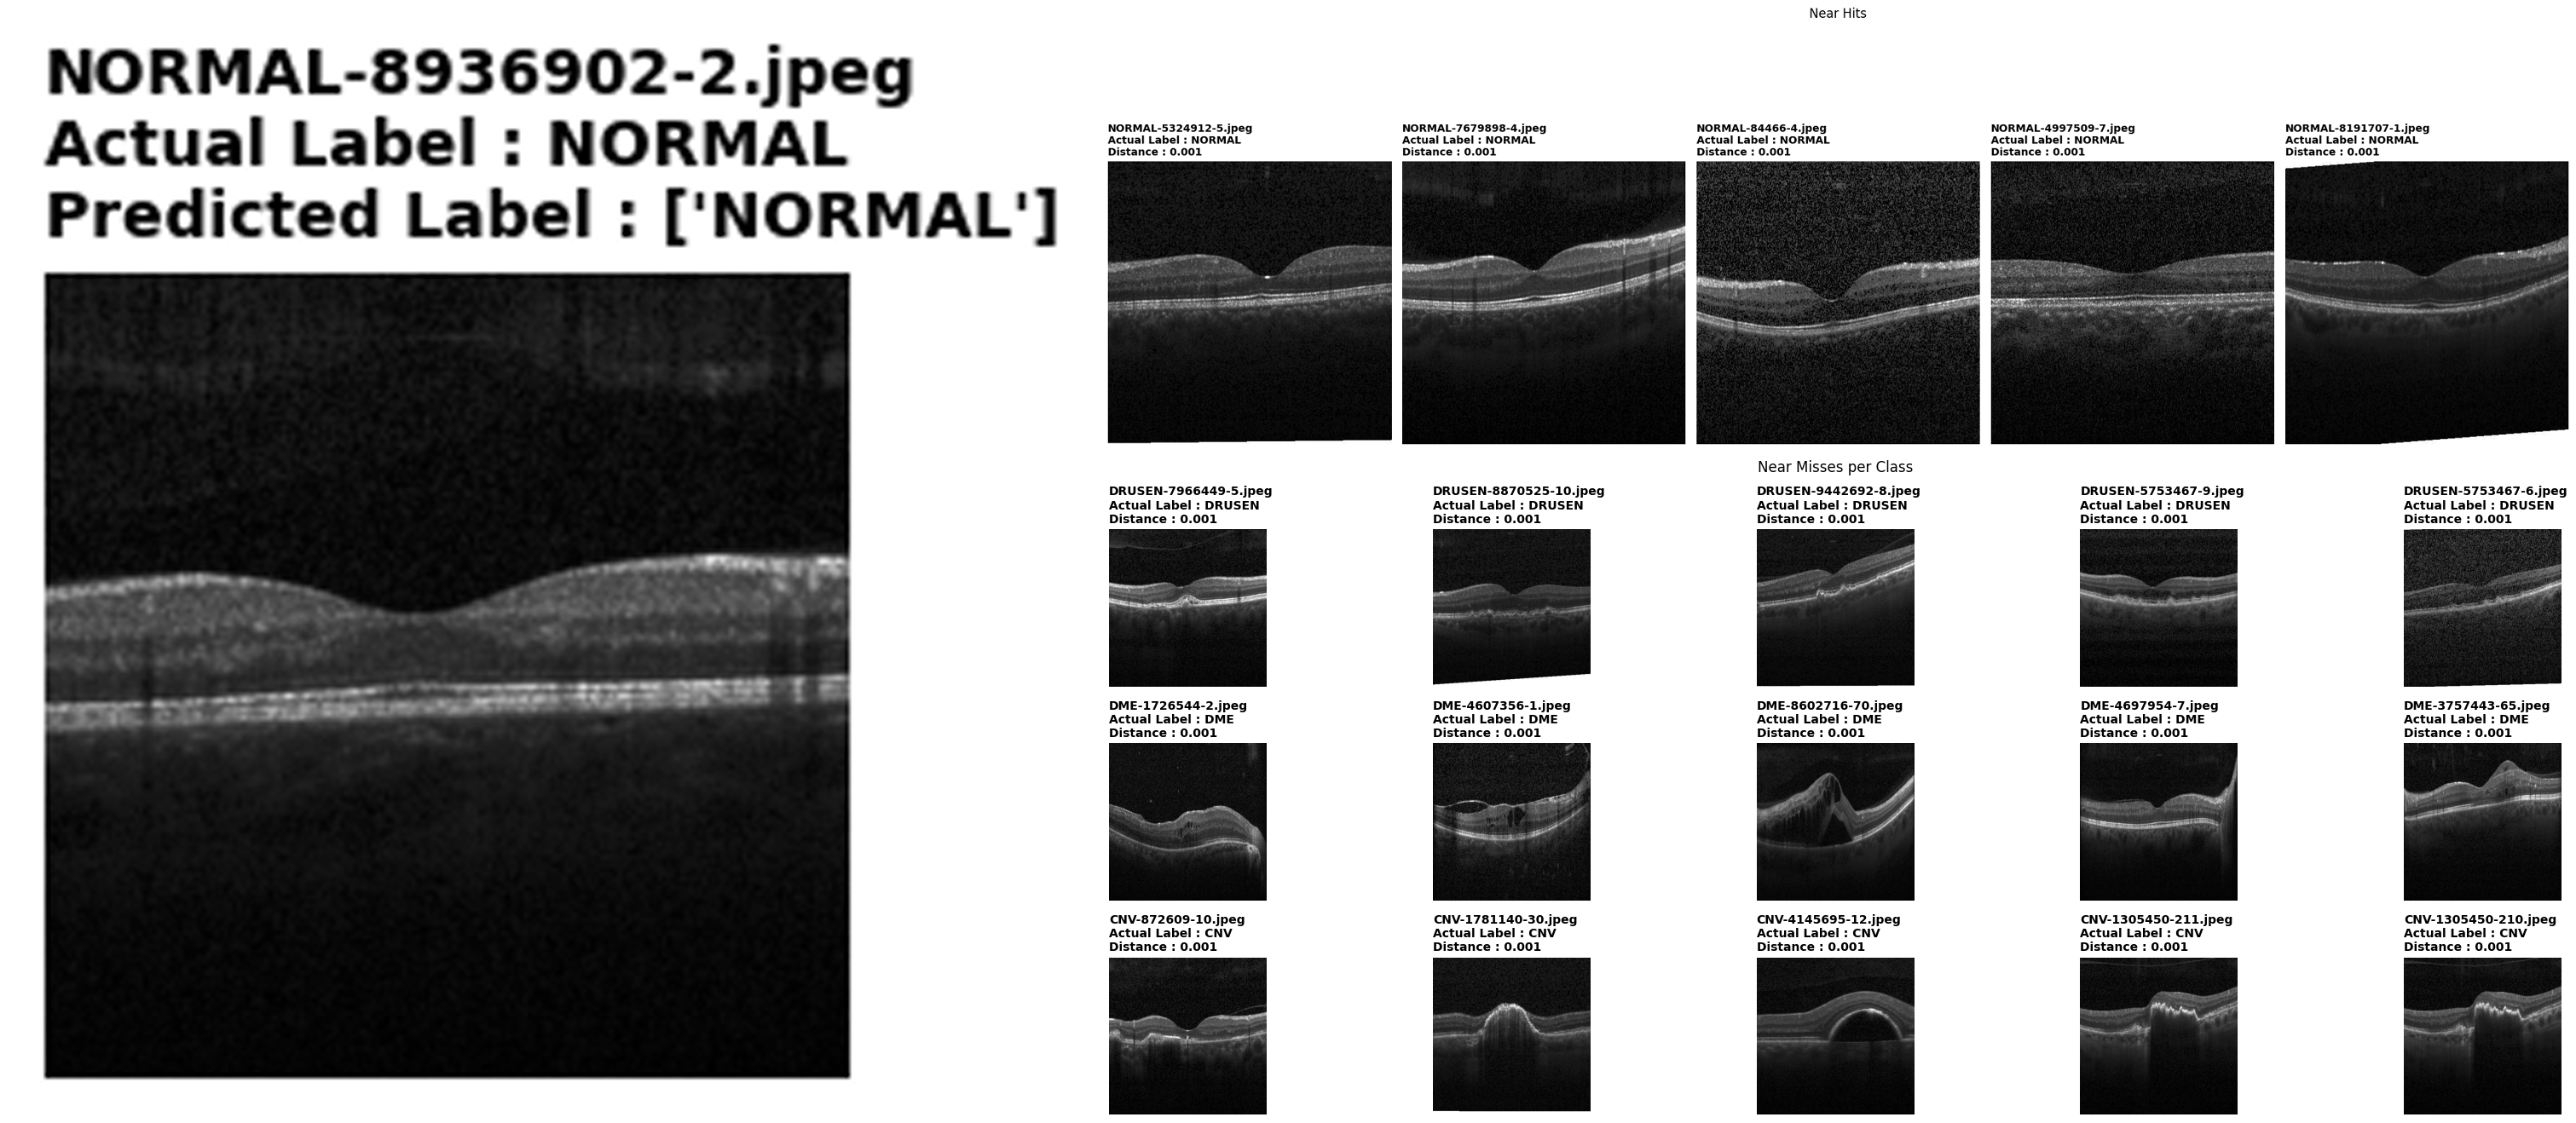 NORMAL-8936902-2.jpeg
Actual Label : NORMAL
Predicted Label : ['NORMAL']
Near Hits
NORMAL-5324912-5.jpeg
Actual Label : NORMAL
Distance : 0.001
NORMAL-7679898-4.jpeg
Actual Label : NORMAL
Distance : 0.001
NORMAL-84466-4.jpeg
Actual Label : NORMAL
Distance : 0.001
NORMAL-4997509-7.jpeg
Actual Label : NORMAL
Distance : 0.001
NORMAL-8191707-1.jpeg
Actual Label : NORMAL
Distance : 0.001
Near Misses per Class
DRUSEN-7966449-5.jpeg
Actual Label : DRUSEN
Distance : 0.001
DRUSEN-8870525-10.jpeg
Actual Label : DRUSEN
Distance : 0.001
DRUSEN-9442692-8.jpeg
Actual Label : DRUSEN
Distance : 0.001
DRUSEN-5753467-9.jpeg
Actual Label : DRUSEN
Distance : 0.001
DRUSEN-5753467-6.jpeg
Actual Label : DRUSEN
Distance : 0.001
DME-1726544-2.jpeg
Actual Label : DME
Distance : 0.001
DME-4607356-1.jpeg
Actual Label : DME
Distance : 0.001
DME-8602716-70.jpeg
Actual Label : DME
Distance : 0.001
DME-4697954-7.jpeg
Actual Label : DME
Distance : 0.001
DME-3757443-65.jpeg
Actual Label : DME
Distance : 0.001
CNV-872609-10.jpeg
Actual Label : CNV
Distance : 0.001
CNV-1781140-30.jpeg
Actual Label : CNV
Distance : 0.001
CNV-4145695-12.jpeg
Actual Label : CNV
Distance : 0.001
CNV-1305450-211.jpeg
Actual Label : CNV
Distance : 0.001
CNV-1305450-210.jpeg
Actual Label : CNV
Distance : 0.001